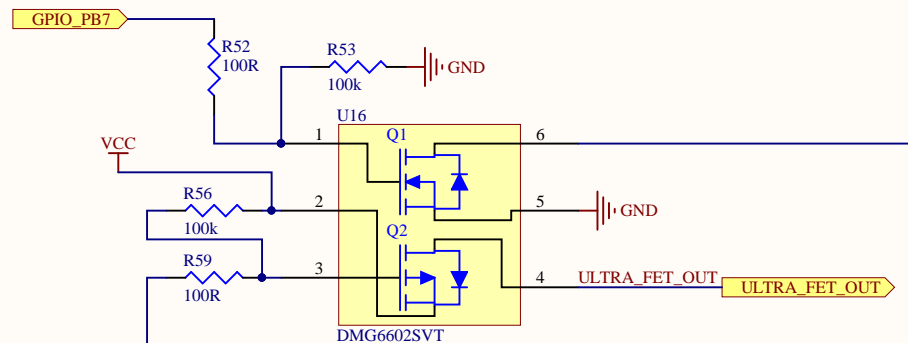 GPIO_PB7
R52
100R
R53
100k
GND
U16
1
Q1
6
VCC
R56
100k
2
5
GND
Q2
R59
100R
3
4
ULTRA_FET_OUT
ULTRA_FET_OUT
DMG6602SVT